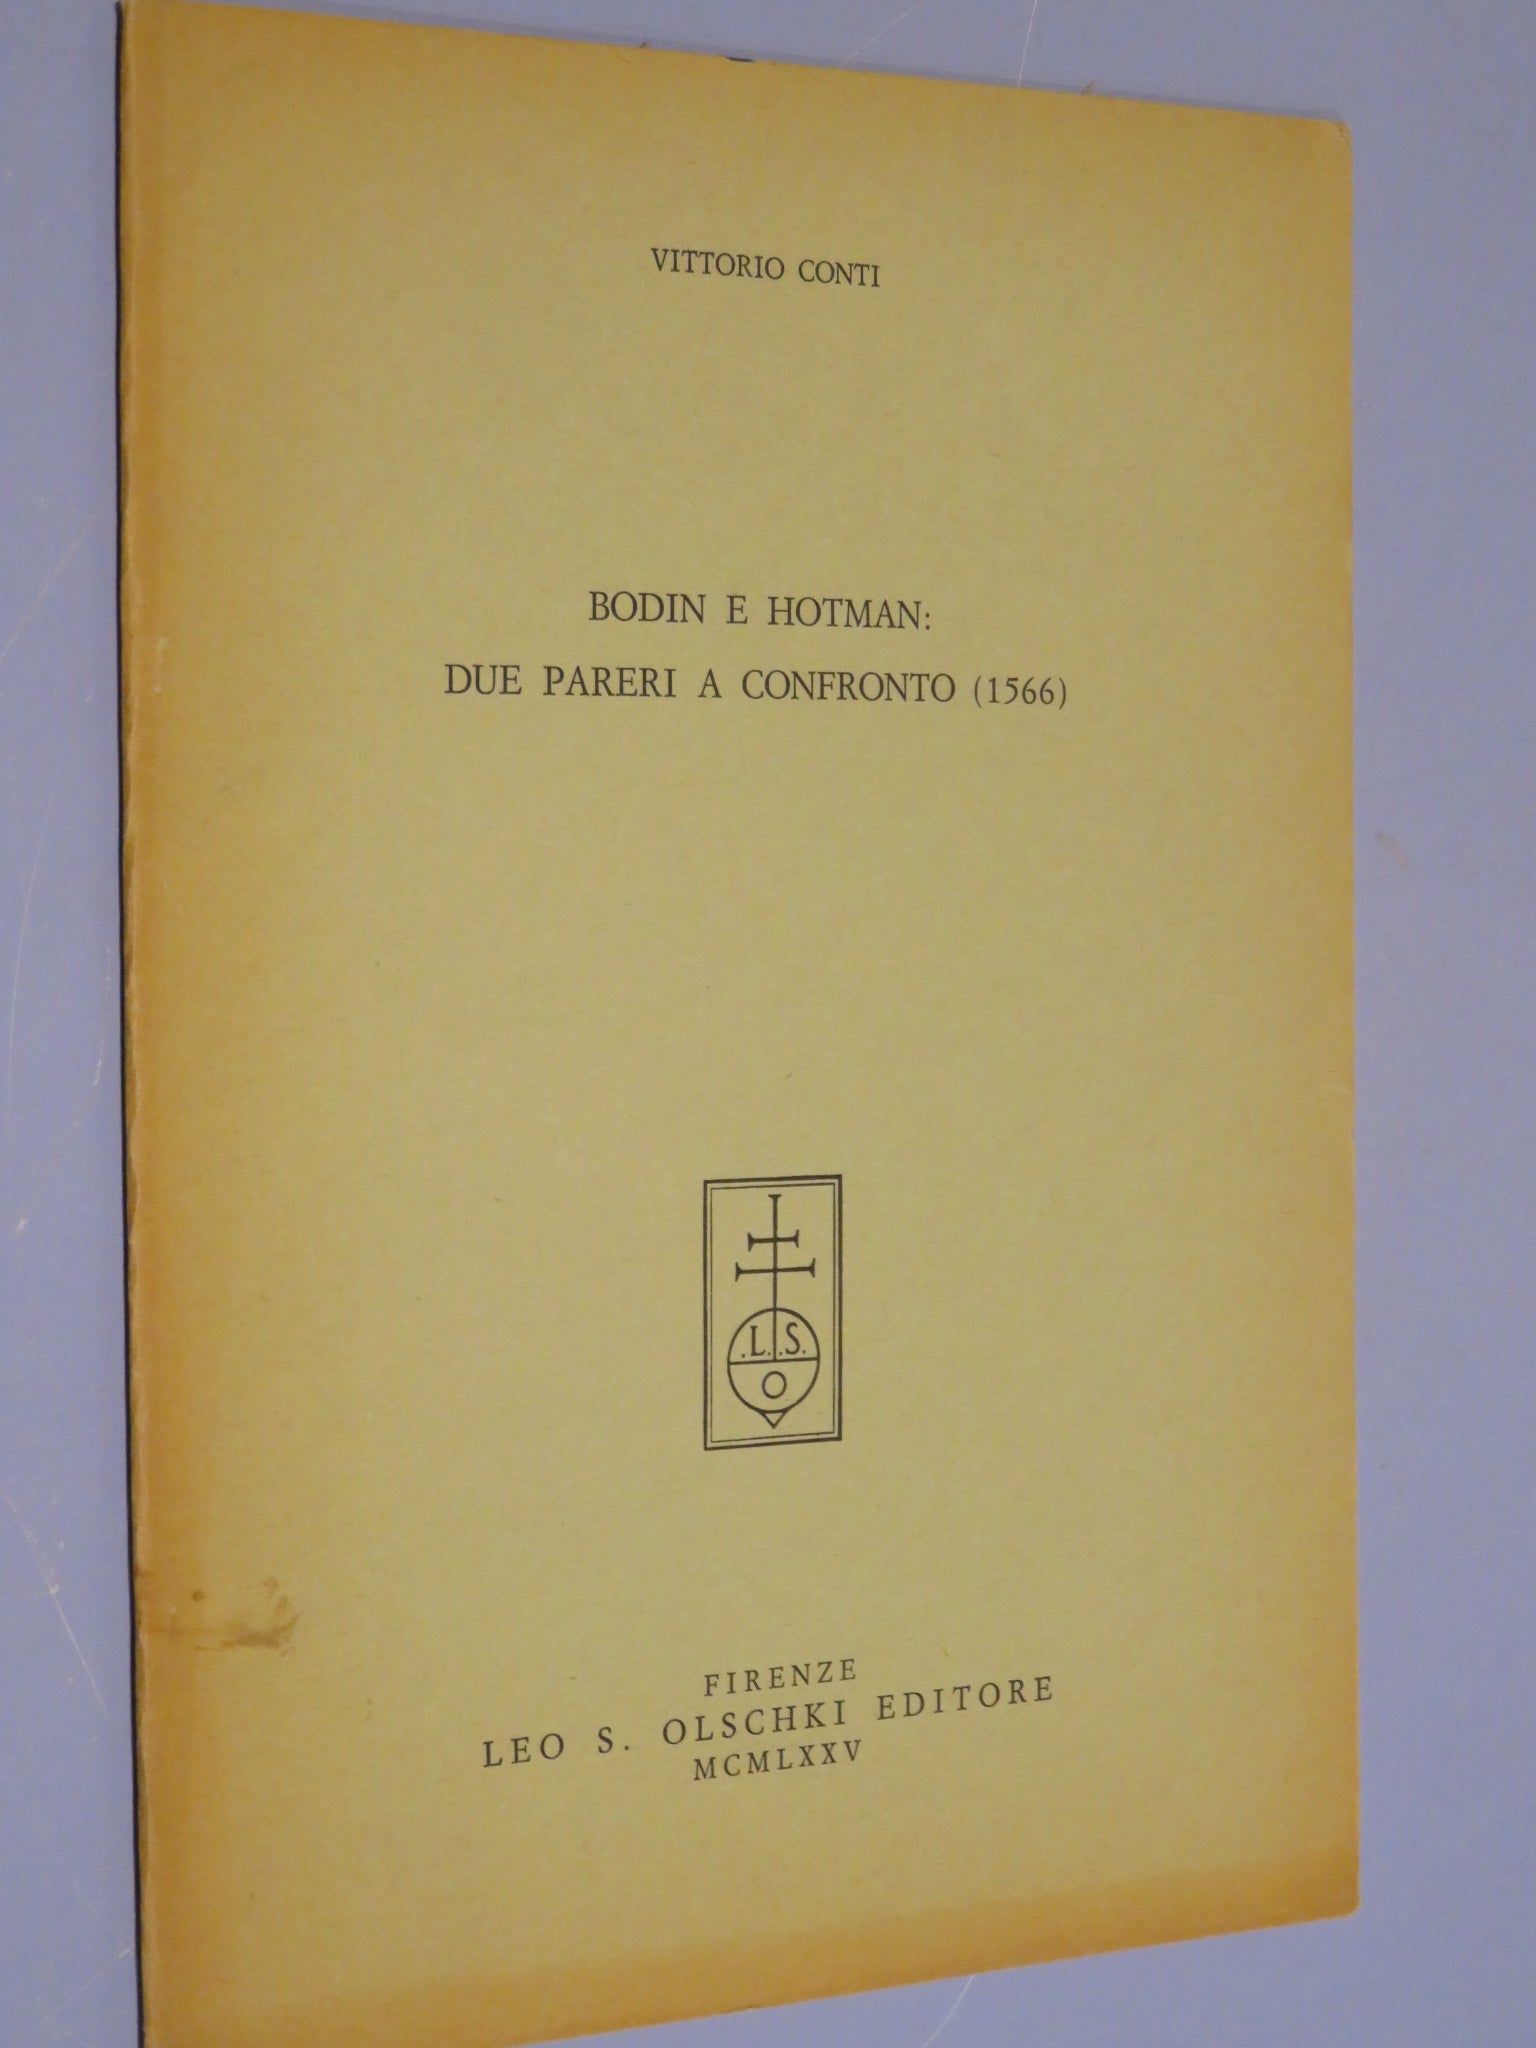 VITTORIO CONTI
BODIN E HOTMAN:
DUE PARERI A CONFRONTO (1566)
.L. .S.
O
FIRENZE
LEO S. OLSCHKI EDITORE
MCMLXXV